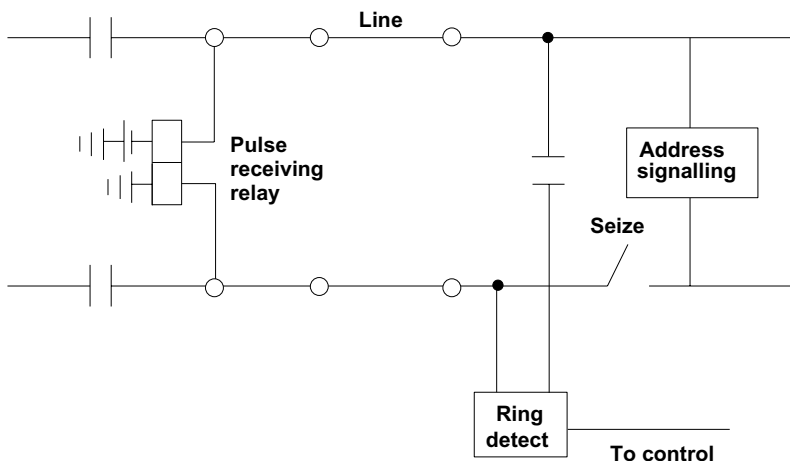 Line
Pulse
receiving
relay
Address
signalling
Seize
Ring
detect
To control